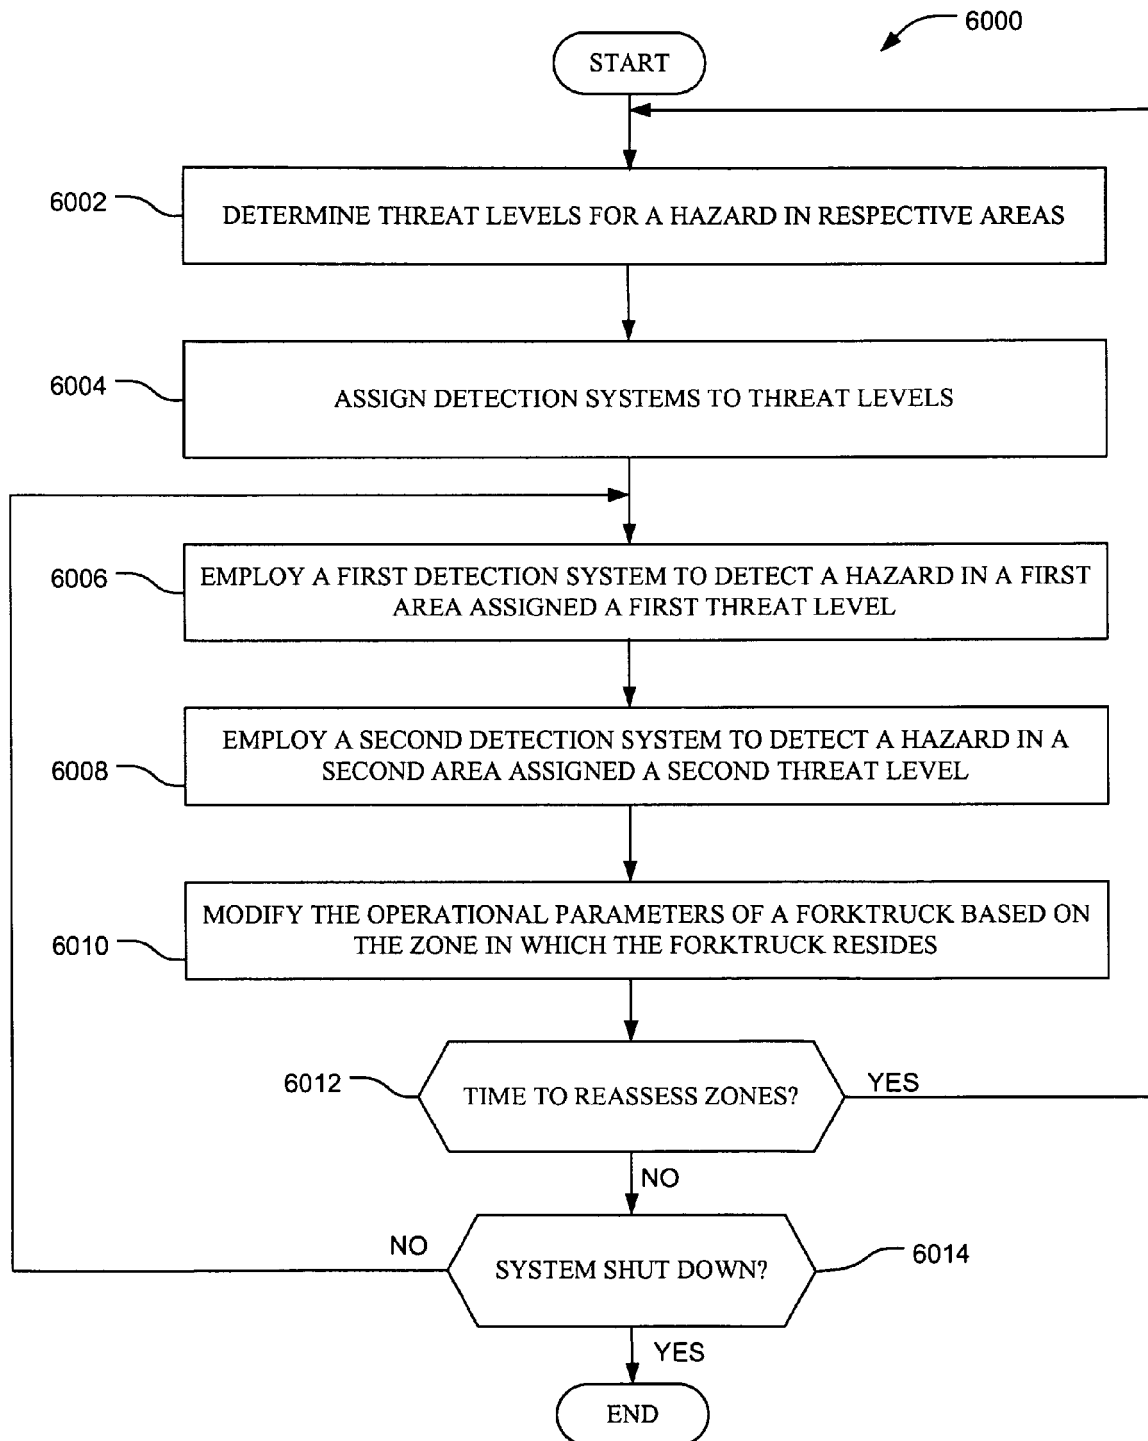 6000
START
6002
DETERMINE THREAT LEVELS FOR A HAZARD IN RESPECTIVE AREAS
6004
ASSIGN DETECTION SYSTEMS TO THREAT LEVELS
6006
EMPLOY A FIRST DETECTION SYSTEM TO DETECT A HAZARD IN A FIRST
AREA ASSIGNED A FIRST THREAT LEVEL
6008
EMPLOY A SECOND DETECTION SYSTEM TO DETECT A HAZARD IN A
SECOND AREA ASSIGNED A SECOND THREAT LEVEL
6010
MODIFY THE OPERATIONAL PARAMETERS OF A FORKTRUCK BASED ON
THE ZONE IN WHICH THE FORKTRUCK RESIDES
6012
TIME TO REASSESS ZONES?
YES
NO
NO
SYSTEM SHUT DOWN?
6014
YES
END